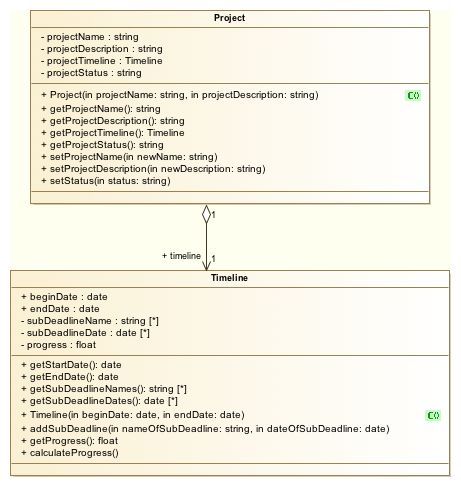 Project
- projectName : string
- projectDescription : string
- projectTimeline : Timeline
- projectStatus : string
+ Project(in projectName: string, in projectDescription: string)
C()
+ getProjectName(): string
+ getProjectDescription(): string
+ getProjectTimeline(): Timeline
+ getProjectStatus(): string
+ setProjectName(in newName: string)
+ setProjectDescription(in newDescription: string)
+ setStatus(in status: string)
1
+ timeline
1
Timeline
+ beginDate : date
+ endDate : date
- subDeadlineName : string [*]
- subDeadlineDate : date [*]
- progress : float
+ getStartDate(): date
+ getEndDate(): date
+ getSubDeadlineNames(): string [*]
+ getSubDeadlineDates(): date [*]
+ Timeline(in beginDate: date, in endDate: date)
C()
+ addSubDeadline(in nameOfSubDeadline: string, in dateOfSubDeadline: date)
+ getProgress(): float
+ calculateProgress()